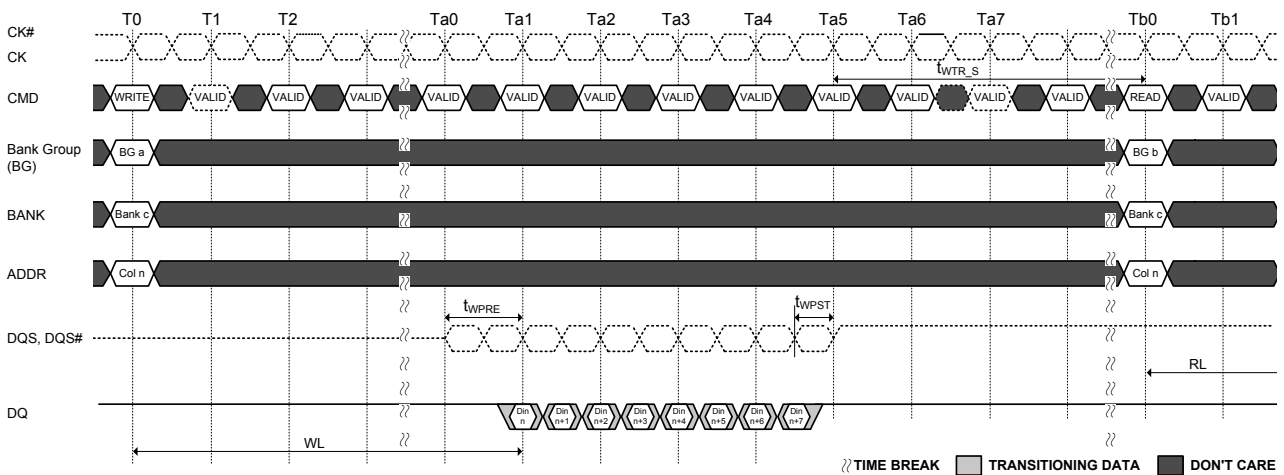 T0 T1 T2 Ta0 Ta1 Ta2 Ta3 Ta4 Ta5 Ta6 Ta7 Tb0 Tb1
CK#
CK
tWTR_S
CMD WRITE VALID VALID VALID VALID VALID VALID VALID VALID VALID VALID VALID VALID READ VALID
Bank Group
(BG)
BG a BG b
BANK Bank c Bank c
ADDR Col n Col n
tWPRE tWPST
DQS, DQS#
RL
DQ Din n Din n+1 Din n+2 Din n+3 Din n+4 Din n+5 Din n+6 Din n+7
WL
TIME BREAK TRANSITIONING DATA DON'T CARE